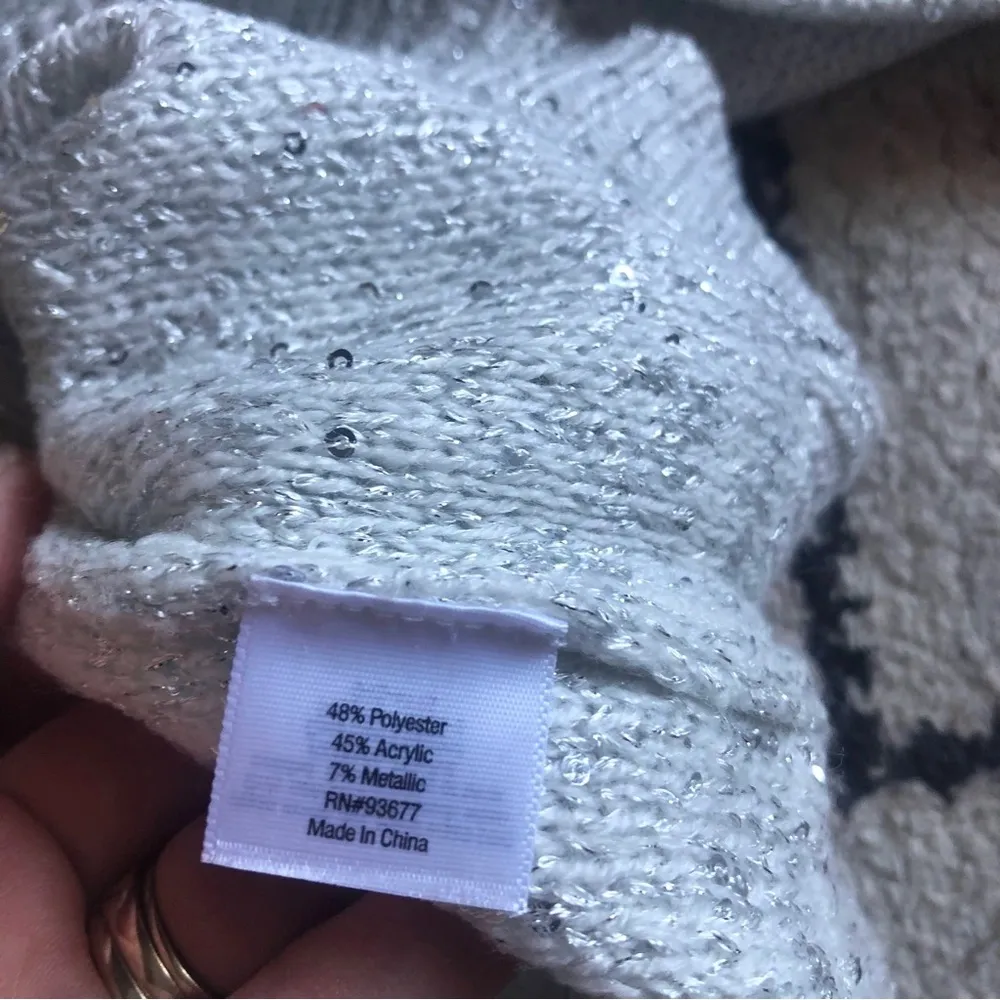 48% Polyester
45% Acrylic
7% Metallic
RN#93677
Made In China